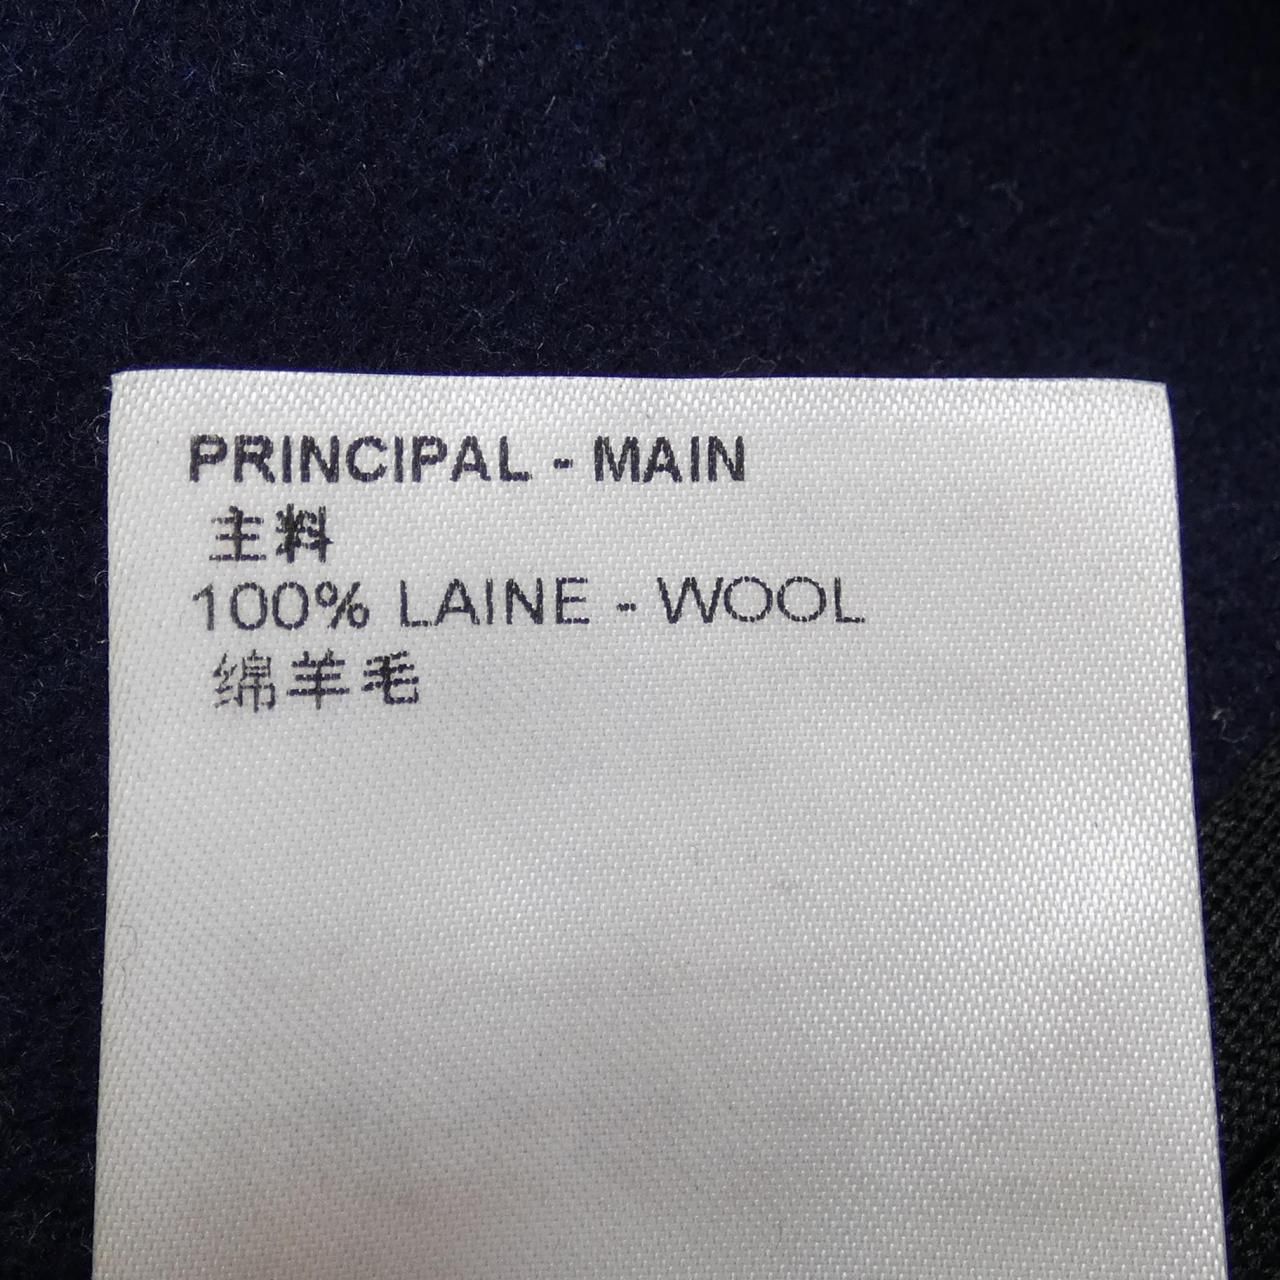 PRINCIPAL - MAIN
主料
100% LAINE - WOOL
绵羊毛